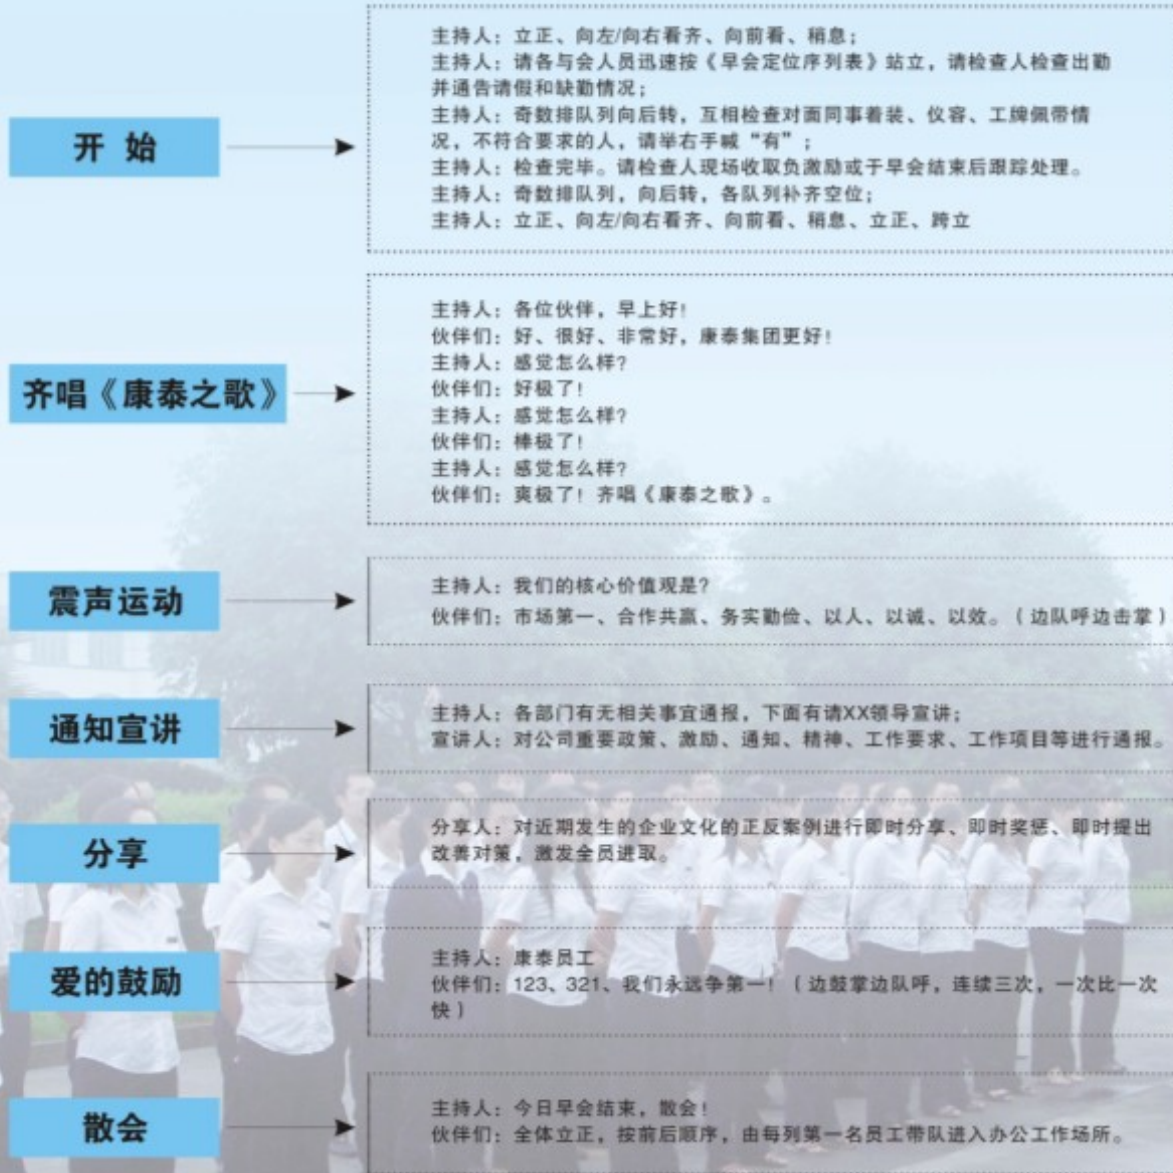 开 始
主持人：立正、向左/向右看齐、向前看、稍息；
主持人：请各与会人员迅速按《早会定位序列表》站立，请检查人检查出勤
并通告请假和缺勤情况；
主持人：奇数排队列向后转，互相检查对面同事着装、仪容、工牌佩带情
况，不符合要求的人，请举右手喊“有”；
主持人：检查完毕。请检查人现场收取负激励或于早会结束后跟踪处理。
主持人：奇数排队列，向后转，各队列补齐空位；
主持人：立正、向左/向右看齐、向前看、稍息、立正、跨立
齐唱《康泰之歌》
主持人：各位伙伴，早上好！
伙伴们：好、很好、非常好，康泰集团更好！
主持人：感觉怎么样？
伙伴们：好极了！
主持人：感觉怎么样？
伙伴们：棒极了！
主持人：感觉怎么样？
伙伴们：爽极了！齐唱《康泰之歌》。
震声运动
主持人：我们的核心价值观是？
伙伴们：市场第一、合作共赢、务实勤俭、以人、以诚、以效。（边队呼边击掌）
通知宣讲
主持人：各部门有无相关事宜通报，下面有请XX领导宣讲；
宣讲人：对公司重要政策、激励、通知、精神、工作要求、工作项目等进行通报。
分享
分享人：对近期发生的企业文化的正反案例进行即时分享、即时奖惩、即时提出
改善对策，激发全员进取。
爱的鼓励
主持人：康泰员工
伙伴们：123、321、我们永远争第一！（边鼓掌边队呼，连续三次，一次比一次
快）
散会
主持人：今日早会结束，散会！
伙伴们：全体立正，按前后顺序，由每列第一名员工带队进入办公工作场所。